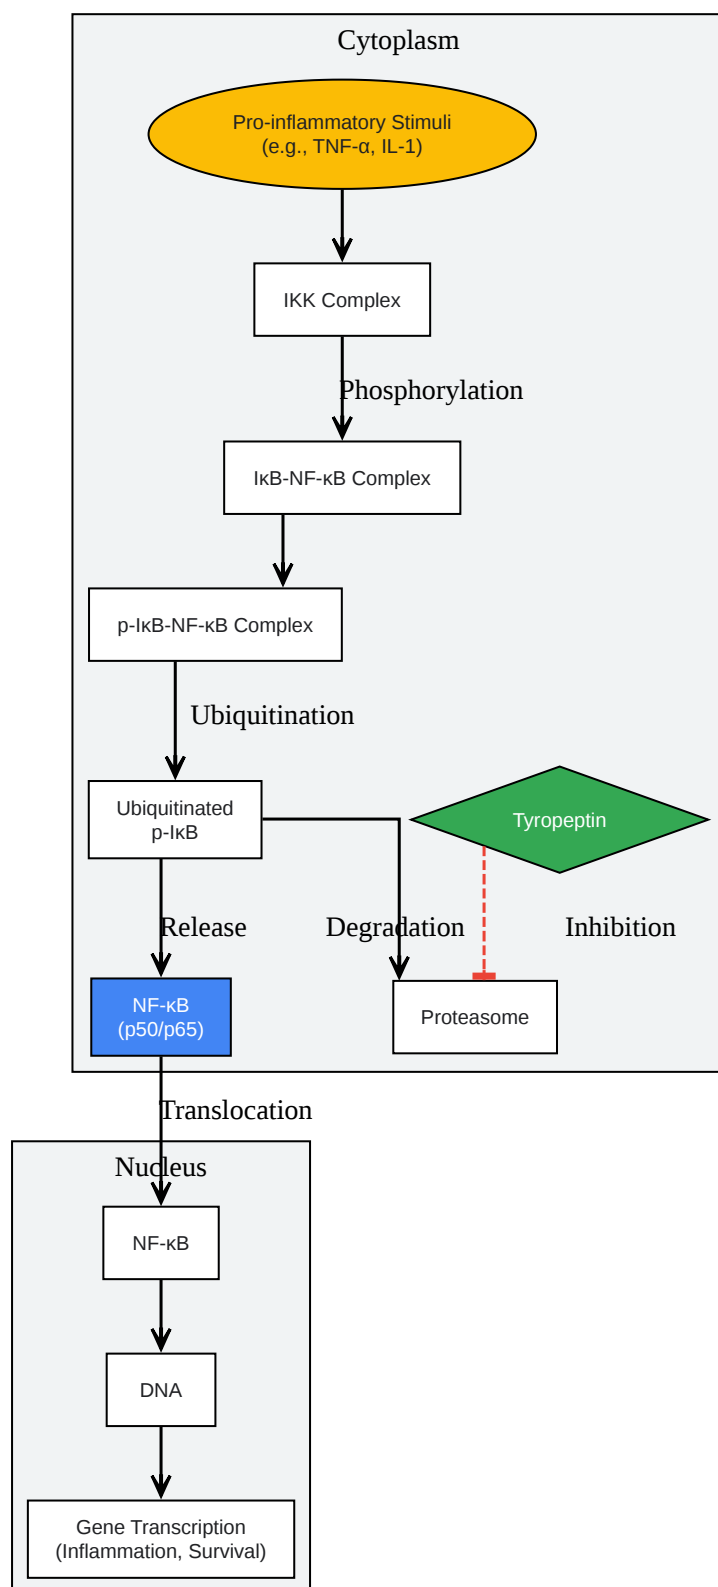 Cytoplasm
Pro-inflammatory Stimuli
(e.g., TNF-α, IL-1)
IKK Complex
Phosphorylation
IκB-NF-κB Complex
p-IκB-NF-κB Complex
Ubiquitination
Ubiquitinated
p-IκB
Tyropeptin
Release
Degradation
Inhibition
NF-κB
(p50/p65)
Proteasome
Translocation
Nucleus
NF-κB
DNA
Gene Transcription
(Inflammation, Survival)